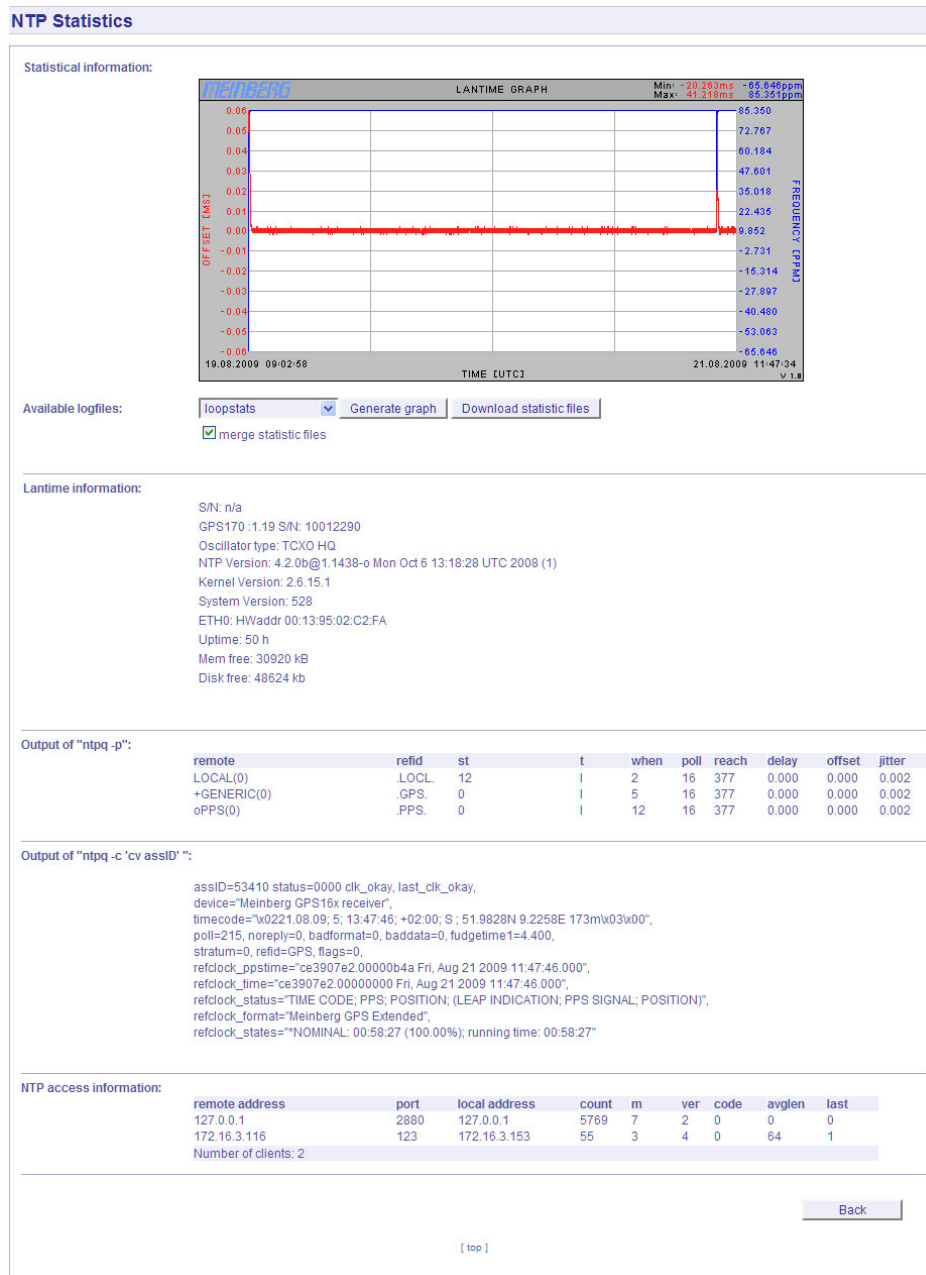 NTP Statistics
Statistical information:
MEINBERG
LANTIME GRAPH
Min: -20.263ms -65.646ppm
Max: 41.218ms 85.351ppm
0.06 85.350
0.05 72.767
0.04 60.184
0.03 47.601
0.02 35.018
0.01 22.435
0.00 9.852
-0.01 -2.731
-0.02 -15.314
-0.03 -27.897
-0.04 -40.480
-0.05 -53.063
-0.06 -65.646
OFFSET [MS]
FREQUENCY [PPM]
19.08.2009 09:02:58 21.08.2009 11:47:34
TIME [UTC]
V 1.8
Available logfiles: loopstats Generate graph Download statistic files
merge statistic files
Lantime information:
S/N: n/a
GPS170 :1.19 S/N: 10012290
Oscillator type: TCXO HQ
NTP Version: 4.2.0b@1.1438-o Mon Oct 6 13:18:28 UTC 2008 (1)
Kernel Version: 2.6.15.1
System Version: 528
ETH0: HWaddr 00:13:95:02:C2:FA
Uptime: 50 h
Mem free: 30920 kB
Disk free: 48624 kb
Output of "ntpq -p":
remote refid st t when poll reach delay offset jitter
LOCAL(0) .LOCL. 12 l 2 16 377 0.000 0.000 0.002
+GENERIC(0) .GPS. 0 l 5 16 377 0.000 0.000 0.002
oPPS(0) .PPS. 0 l 12 16 377 0.000 0.000 0.002
Output of "ntpq -c 'cv assID' ":
assID=53410 status=0000 clk_okay, last_clk_okay,
device="Meinberg GPS16x receiver",
timecode="\x0221.08.09; 5; 13:47:46; +02:00; S ; 51.9828N 9.2258E 173m\x03\x00",
poll=215, noreply=0, badformat=0, baddata=0, fudgetime1=4.400,
stratum=0, refid=GPS, flags=0,
refclock_ppstime="ce3907e2.00000b4a Fri, Aug 21 2009 11:47:46.000",
refclock_time="ce3907e2.00000000 Fri, Aug 21 2009 11:47:46.000",
refclock_status="TIME CODE; PPS; POSITION; (LEAP INDICATION; PPS SIGNAL; POSITION)",
refclock_format="Meinberg GPS Extended",
refclock_states="*NOMINAL: 00:58:27 (100.00%); running time: 00:58:27"
NTP access information:
remote address port local address count m ver code avglen last
127.0.0.1 2880 127.0.0.1 5769 7 2 0 0 0
172.16.3.116 123 172.16.3.153 55 3 4 0 64 1
Number of clients: 2
Back
[ top ]